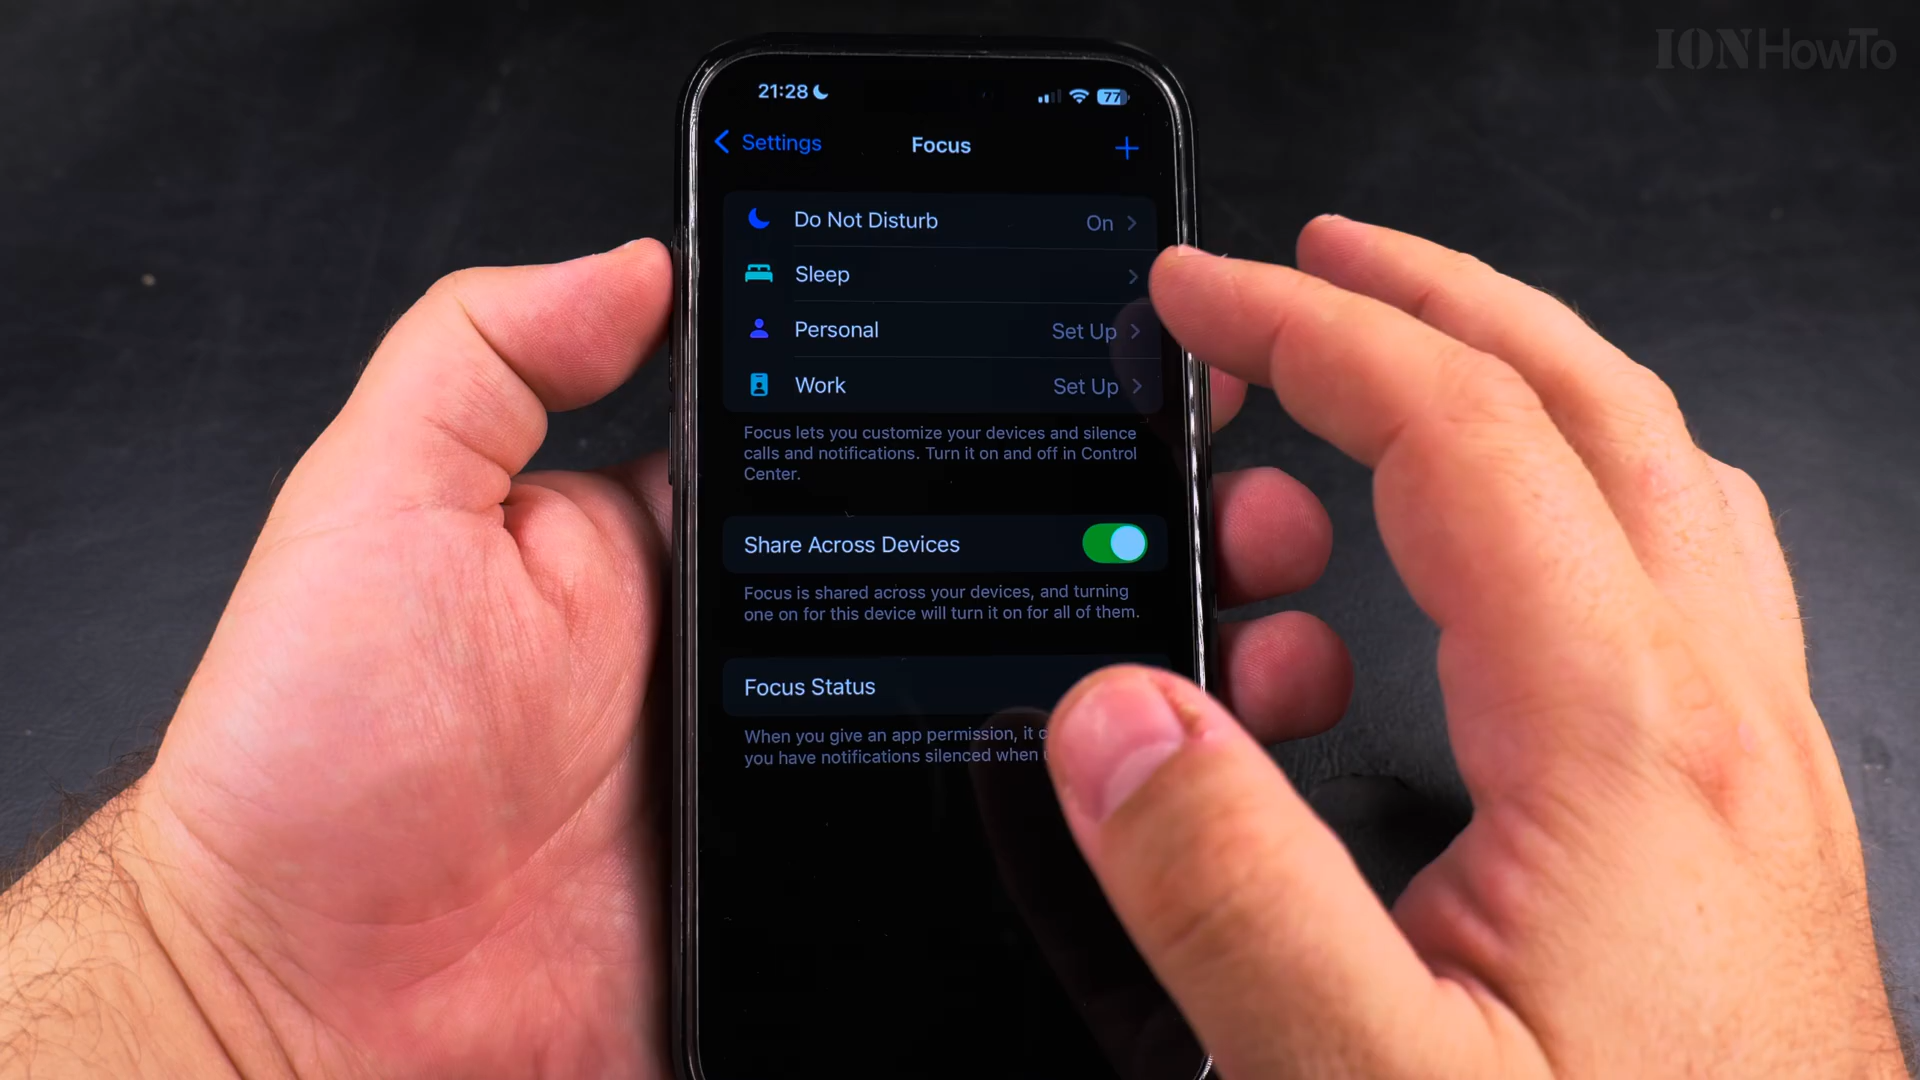 IONHowTo
21:28
77
Settings
Focus
Do Not Disturb
On
Sleep
Personal
Set Up
Work
Set Up
Focus lets you customize your devices and silence
calls and notifications. Turn it on and off in Control
Center.
Share Across Devices
Focus is shared across your devices, and turning
one on for this device will turn it on for all of them.
Focus Status
When you give an app permission, it
you have notifications silenced when